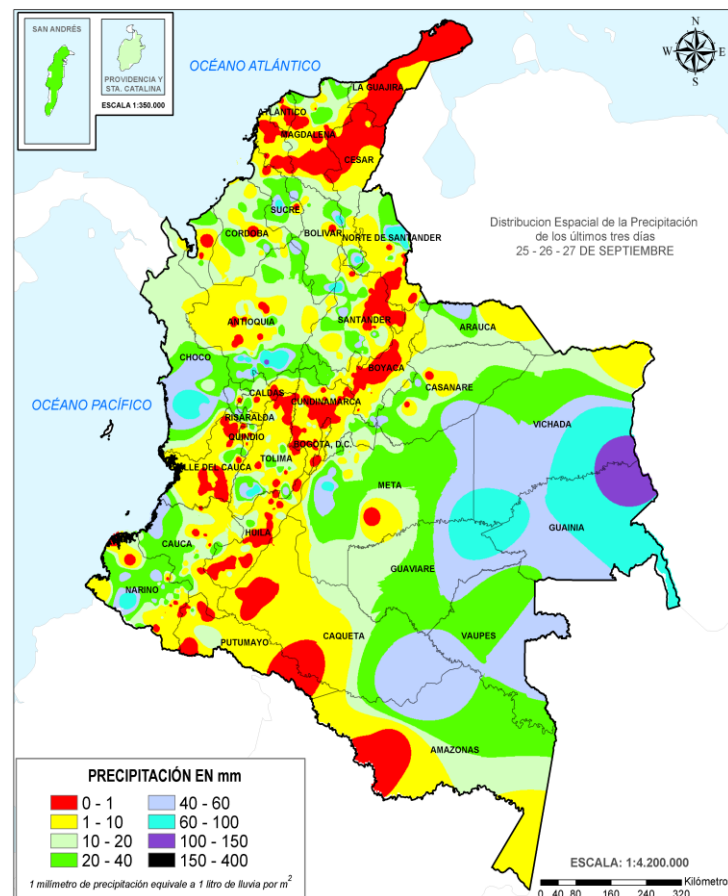 SAN ANDRÉS
PROVIDENCIA Y
STA. CATALINA
ESCALA 1:350.000
OCÉANO ATLÁNTICO
N
W
E
S
LA GUAJIRA
ATLANTICO
MAGDALENA
CESAR
SUCRE
CORDOBA
BOLIVAR
NORTE DE SANTANDER
Distribucion Espacial de la Precipitación
de los últimos tres días
25 - 26 - 27 DE SEPTIEMBRE
ANTIOQUIA
SANTANDER
ARAUCA
CHOCO
BOYACA
CASANARE
OCÉANO PACÍFICO
CALDAS
CUNDINAMARCA
RISARALDA
VICHADA
QUINDIO
BOGOTA, D.C.
TOLIMA
VALLE DEL CAUCA
META
GUAINIA
HUILA
CAUCA
GUAVIARE
NARINO
CAQUETA
VAUPES
PUTUMAYO
AMAZONAS
PRECIPITACIÓN EN mm
0 - 1
40 - 60
1 - 10
60 - 100
10 - 20
100 - 150
20 - 40
150 - 400
1 milímetro de precipitación equivale a 1 litro de lluvia por m²
ESCALA: 1:4.200.000
Kilómetro
0 40 80 160 240 320